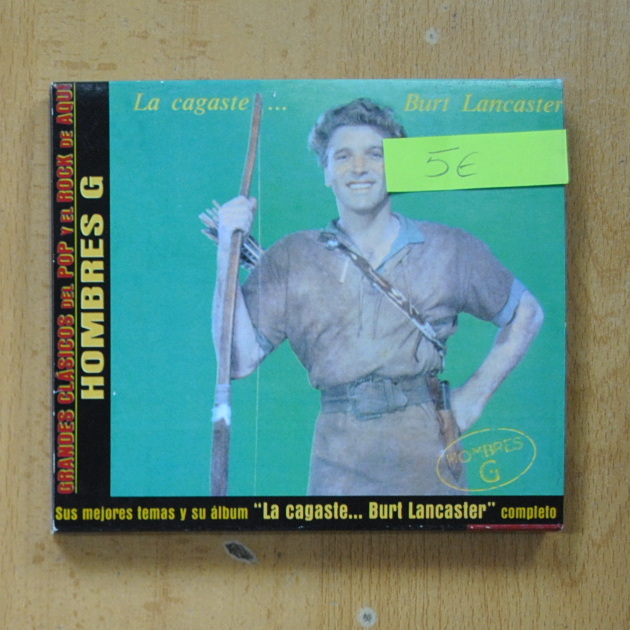 La cagaste ... Burt Lancaster
5€
GRANDES CLÁSICOS DEL POP Y EL ROCK DE AQUÍ
HOMBRES G
HOMBRES
G
Sus mejores temas y su álbum "La cagaste... Burt Lancaster" completo